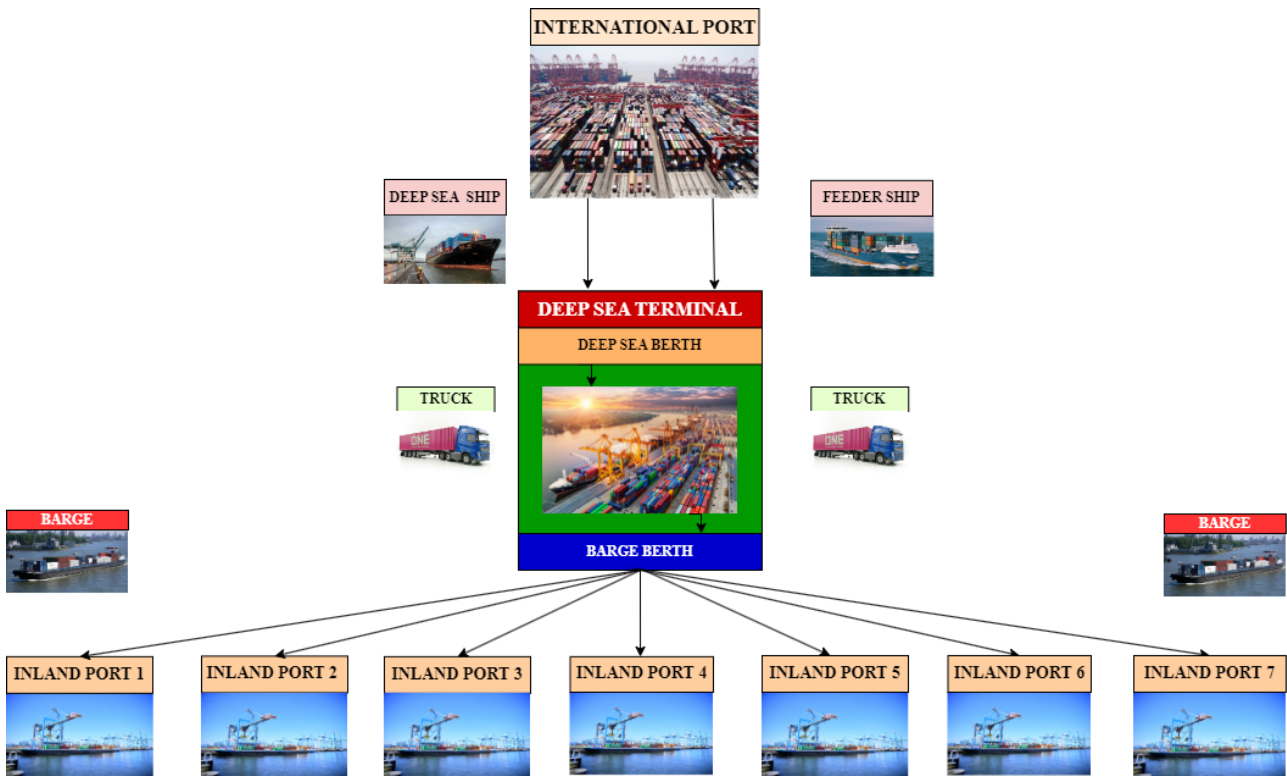 INTERNATIONAL PORT
DEEP SEA SHIP
FEEDER SHIP
DEEP SEA TERMINAL
DEEP SEA BERTH
TRUCK
TRUCK
ONE
ONE
BARGE
BARGE
BARGE BERTH
INLAND PORT 1
INLAND PORT 2
INLAND PORT 3
INLAND PORT 4
INLAND PORT 5
INLAND PORT 6
INLAND PORT 7